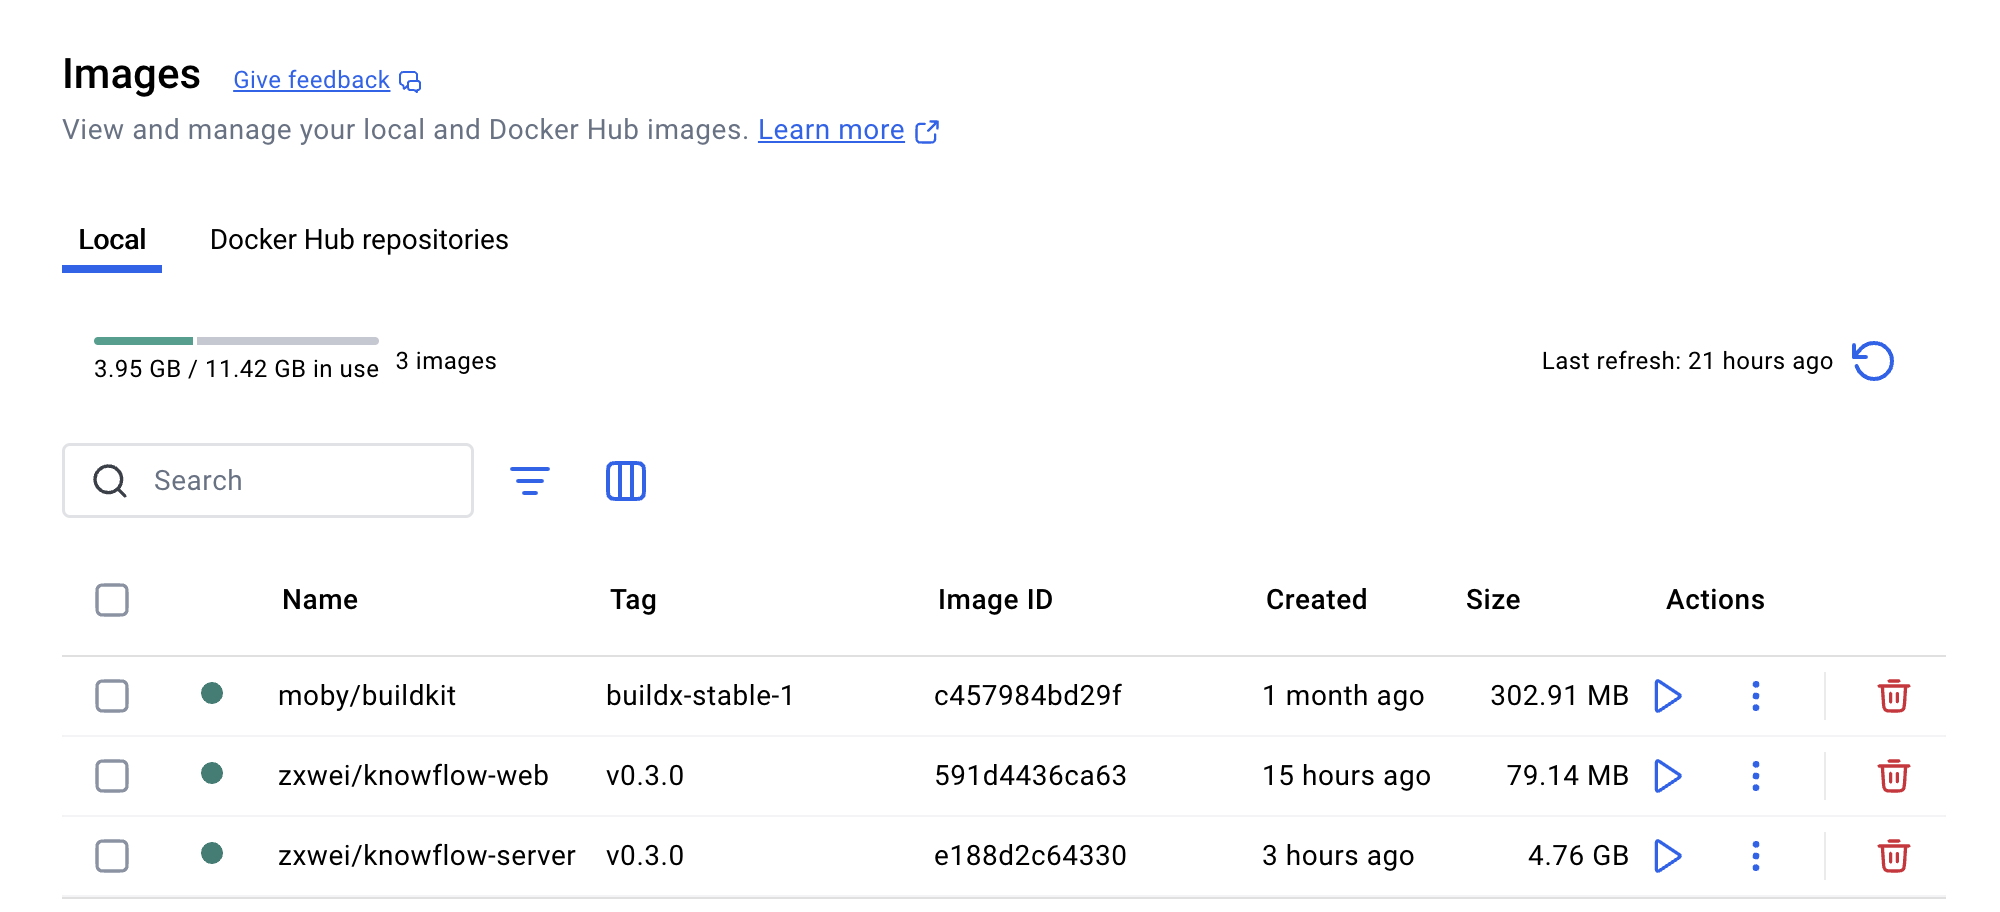 Images Give feedback
View and manage your local and Docker Hub images. Learn more
Local Docker Hub repositories
3.95 GB / 11.42 GB in use 3 images Last refresh: 21 hours ago
Search
Name Tag Image ID Created Size Actions
moby/buildkit buildx-stable-1 c457984bd29f 1 month ago 302.91 MB
zxwei/knowflow-web v0.3.0 591d4436ca63 15 hours ago 79.14 MB
zxwei/knowflow-server v0.3.0 e188d2c64330 3 hours ago 4.76 GB